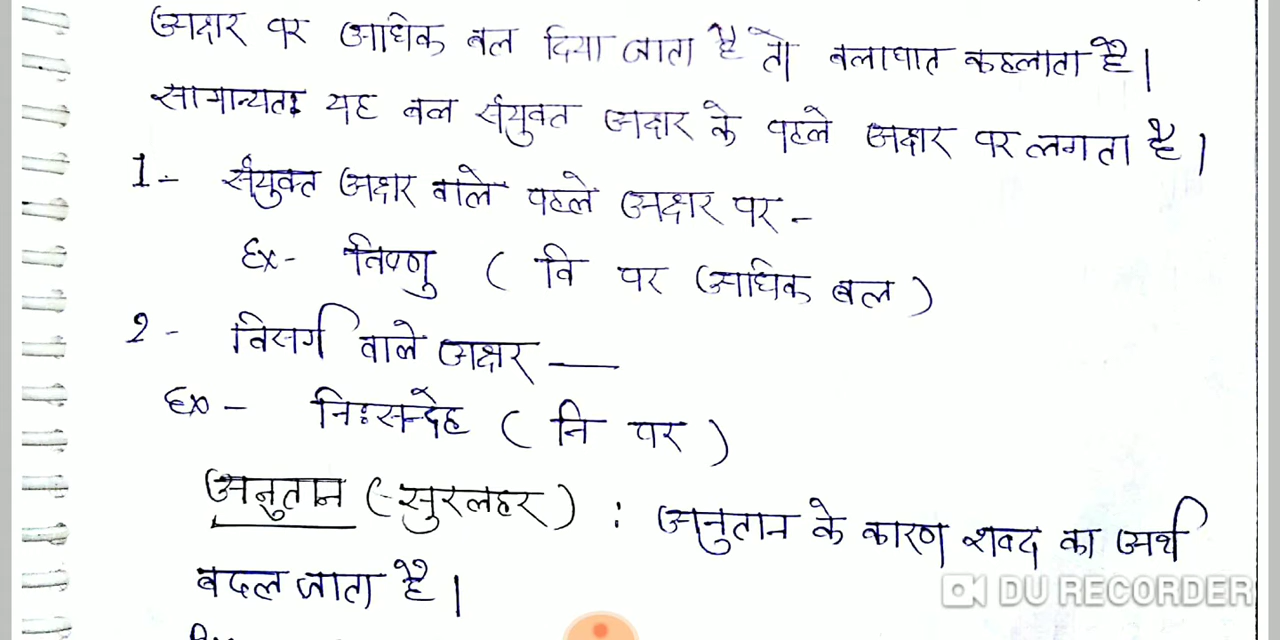 अक्षर पर अधिक बल दिया जाता है तो बलाघात कहलाता है।
सामान्यतः यह बल संयुक्त अक्षर के पहले अक्षर पर लगता है।
1- संयुक्त अक्षर वाले पहले अक्षर पर -
Ex- विष्णु ( वि पर अधिक बल )
2 - विसर्ग वाले अक्षर —
Ex - निःसन्देह ( नि पर )
अनुतान (-सुरलहर ) : अनुतान के कारण शब्द का अर्थ
बदल जाता है।
DU RECORDER